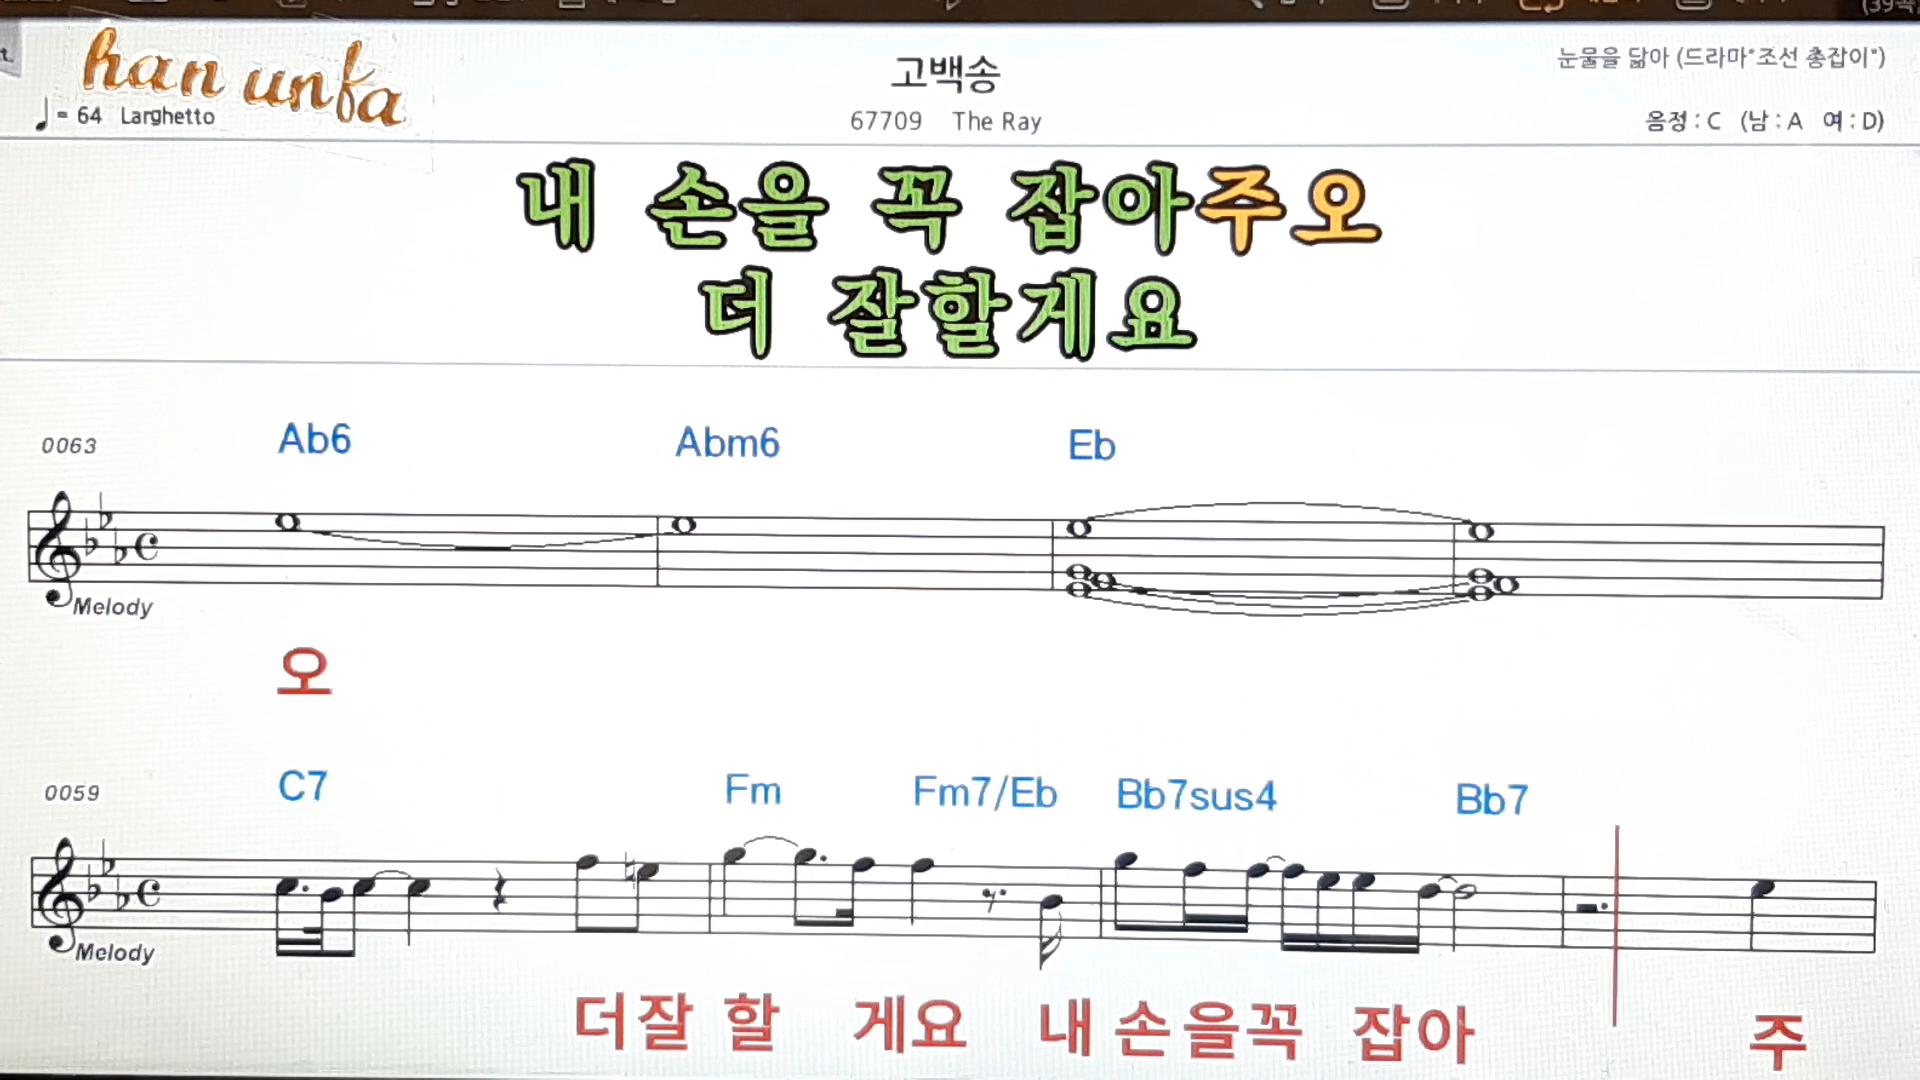 han unfa
고백송
눈물을 닮아 (드라마"조선 총잡이")
= 64 Larghetto
67709 The Ray
음정 : C (남 : A 여 : D)
내 손을 꼭 잡아주오
더 잘할게요
0063 Ab6 Abm6 Eb
Melody
오
0059 C7 Fm Fm7/Eb Bb7sus4 Bb7
Melody
더잘 할 게요 내 손을꼭 잡아 주